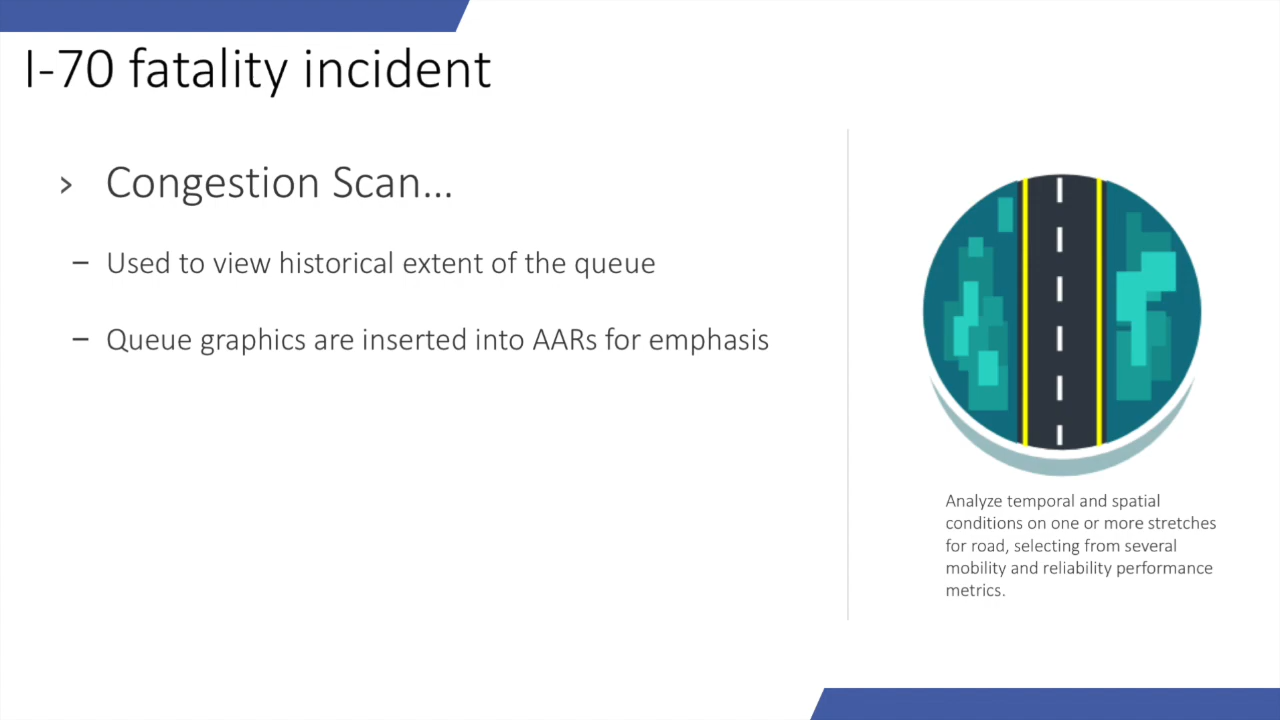 I-70 fatality incident
› Congestion Scan…
– Used to view historical extent of the queue
– Queue graphics are inserted into AARs for emphasis
Analyze temporal and spatial
conditions on one or more stretches
for road, selecting from several
mobility and reliability performance
metrics.